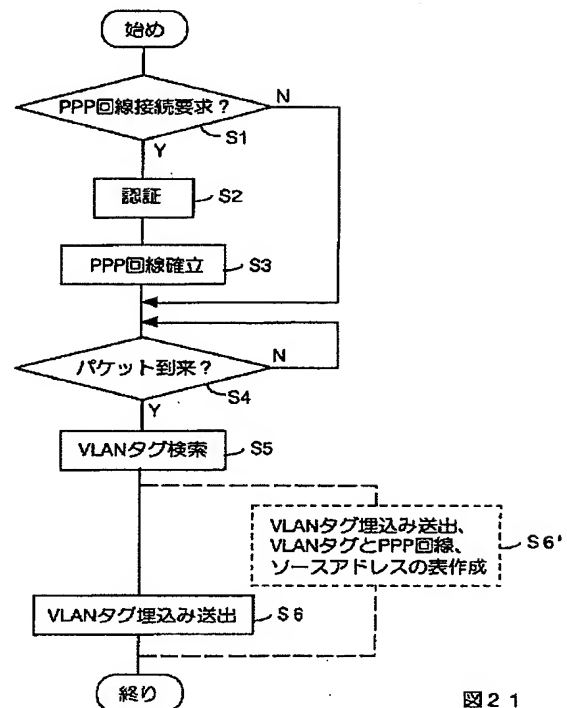 始め
PPP回線接続要求？
N
S1
Y
認証
S2
PPP回線確立
S3
パケット到来？
N
S4
Y
VLANタグ検索
S5
VLANタグ埋込み送出、
VLANタグとPPP回線、
ソースアドレスの表作成
S6'
VLANタグ埋込み送出
S6
終り
図21